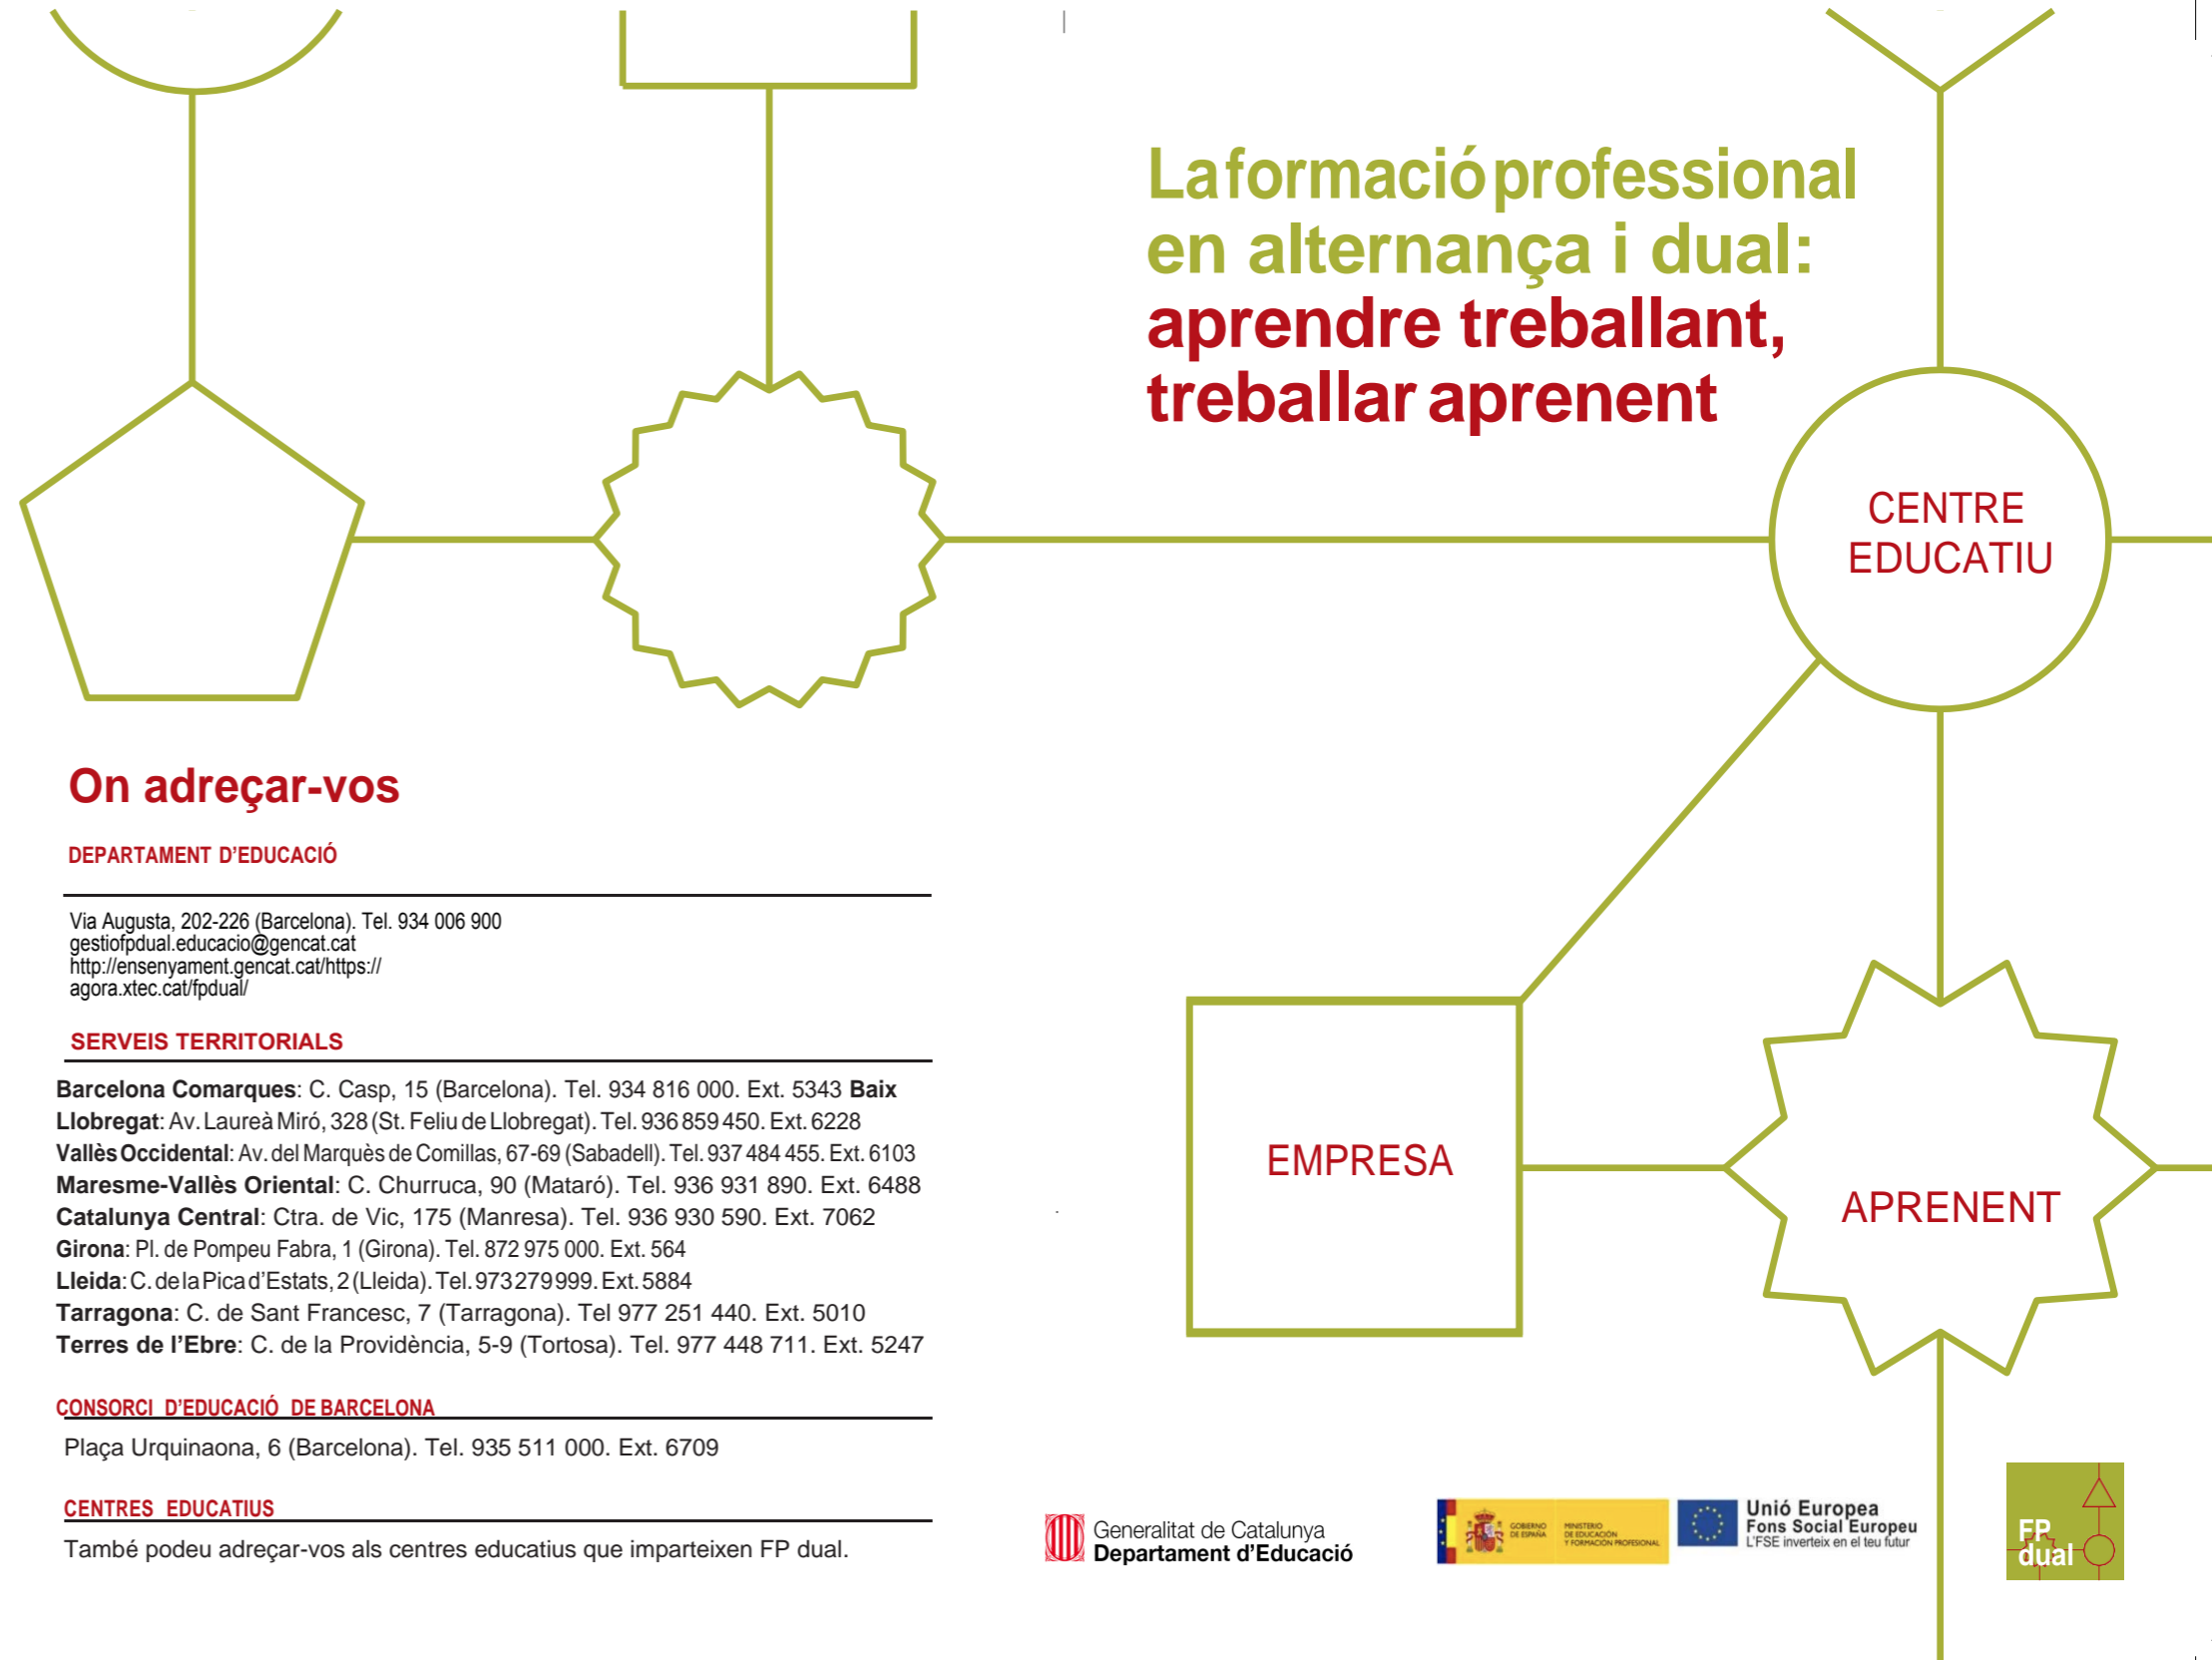 La formació professional
en alternança i dual:
aprendre treballant,
treballar aprenent
CENTRE
EDUCATIU
EMPRESA
APRENENT
On adreçar-vos
DEPARTAMENT D’EDUCACIÓ
Via Augusta, 202-226 (Barcelona). Tel. 934 006 900
gestiofpdual.educacio@gencat.cat
http://ensenyament.gencat.cat/https://
agora.xtec.cat/fpdual/
SERVEIS TERRITORIALS
Barcelona Comarques: C. Casp, 15 (Barcelona). Tel. 934 816 000. Ext. 5343 Baix
Llobregat: Av. Laureà Miró, 328 (St. Feliu de Llobregat). Tel. 936 859 450. Ext. 6228
Vallès Occidental: Av. del Marquès de Comillas, 67-69 (Sabadell). Tel. 937 484 455. Ext. 6103
Maresme-Vallès Oriental: C. Churruca, 90 (Mataró). Tel. 936 931 890. Ext. 6488
Catalunya Central: Ctra. de Vic, 175 (Manresa). Tel. 936 930 590. Ext. 7062
Girona: Pl. de Pompeu Fabra, 1 (Girona). Tel. 872 975 000. Ext. 564
Lleida: C. de la Pica d’Estats, 2 (Lleida). Tel. 973 279 999. Ext. 5884
Tarragona: C. de Sant Francesc, 7 (Tarragona). Tel 977 251 440. Ext. 5010
Terres de l’Ebre: C. de la Providència, 5-9 (Tortosa). Tel. 977 448 711. Ext. 5247
CONSORCI D’EDUCACIÓ DE BARCELONA
Plaça Urquinaona, 6 (Barcelona). Tel. 935 511 000. Ext. 6709
CENTRES EDUCATIUS
També podeu adreçar-vos als centres educatius que imparteixen FP dual.
Generalitat de Catalunya
Departament d’Educació
GOBIERNO
DE ESPAÑA
MINISTERIO
DE EDUCACIÓN
Y FORMACIÓN PROFESIONAL
Unió Europea
Fons Social Europeu
L’FSE inverteix en el teu futur
FP
dual